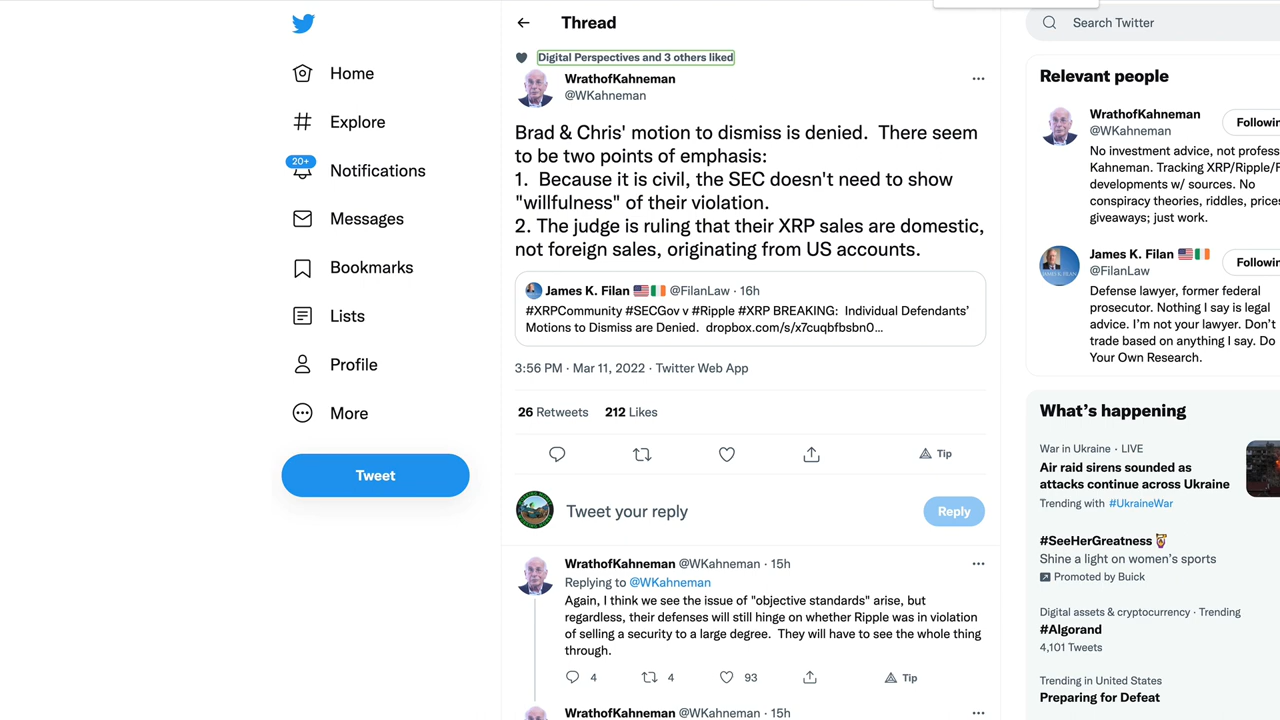 Home
Explore
20+
Notifications
Messages
Bookmarks
Lists
Profile
More
Tweet
Thread
Digital Perspectives and 3 others liked
WrathofKahneman
@WKahneman
Brad & Chris' motion to dismiss is denied. There seem
to be two points of emphasis:
1. Because it is civil, the SEC doesn't need to show
"willfulness" of their violation.
2. The judge is ruling that their XRP sales are domestic,
not foreign sales, originating from US accounts.
James K. Filan 🇺🇸🇮🇪 @FilanLaw · 16h
#XRPCommunity #SECGov v #Ripple #XRP BREAKING: Individual Defendants’
Motions to Dismiss are Denied. dropbox.com/s/x7cuqbfbsbn0...
3:56 PM · Mar 11, 2022 · Twitter Web App
26 Retweets 212 Likes
Tip
Tweet your reply
Reply
WrathofKahneman @WKahneman · 15h
Replying to @WKahneman
Again, I think we see the issue of "objective standards" arise, but
regardless, their defenses will still hinge on whether Ripple was in violation
of selling a security to a large degree. They will have to see the whole thing
through.
4 4 93 Tip
WrathofKahneman @WKahneman · 15h
Search Twitter
Relevant people
WrathofKahneman
@WKahneman
Followin
No investment advice, not profess
Kahneman. Tracking XRP/Ripple/F
developments w/ sources. No
conspiracy theories, riddles, prices
giveaways; just work.
James K. Filan 🇺🇸🇮🇪
@FilanLaw
Followin
Defense lawyer, former federal
prosecutor. Nothing I say is legal
advice. I’m not your lawyer. Don’t
trade based on anything I say. Do
Your Own Research.
What’s happening
War in Ukraine · LIVE
Air raid sirens sounded as
attacks continue across Ukraine
Trending with #UkraineWar
#SeeHerGreatness
Shine a light on women’s sports
Promoted by Buick
Digital assets & cryptocurrency · Trending
#Algorand
4,101 Tweets
Trending in United States
Preparing for Defeat